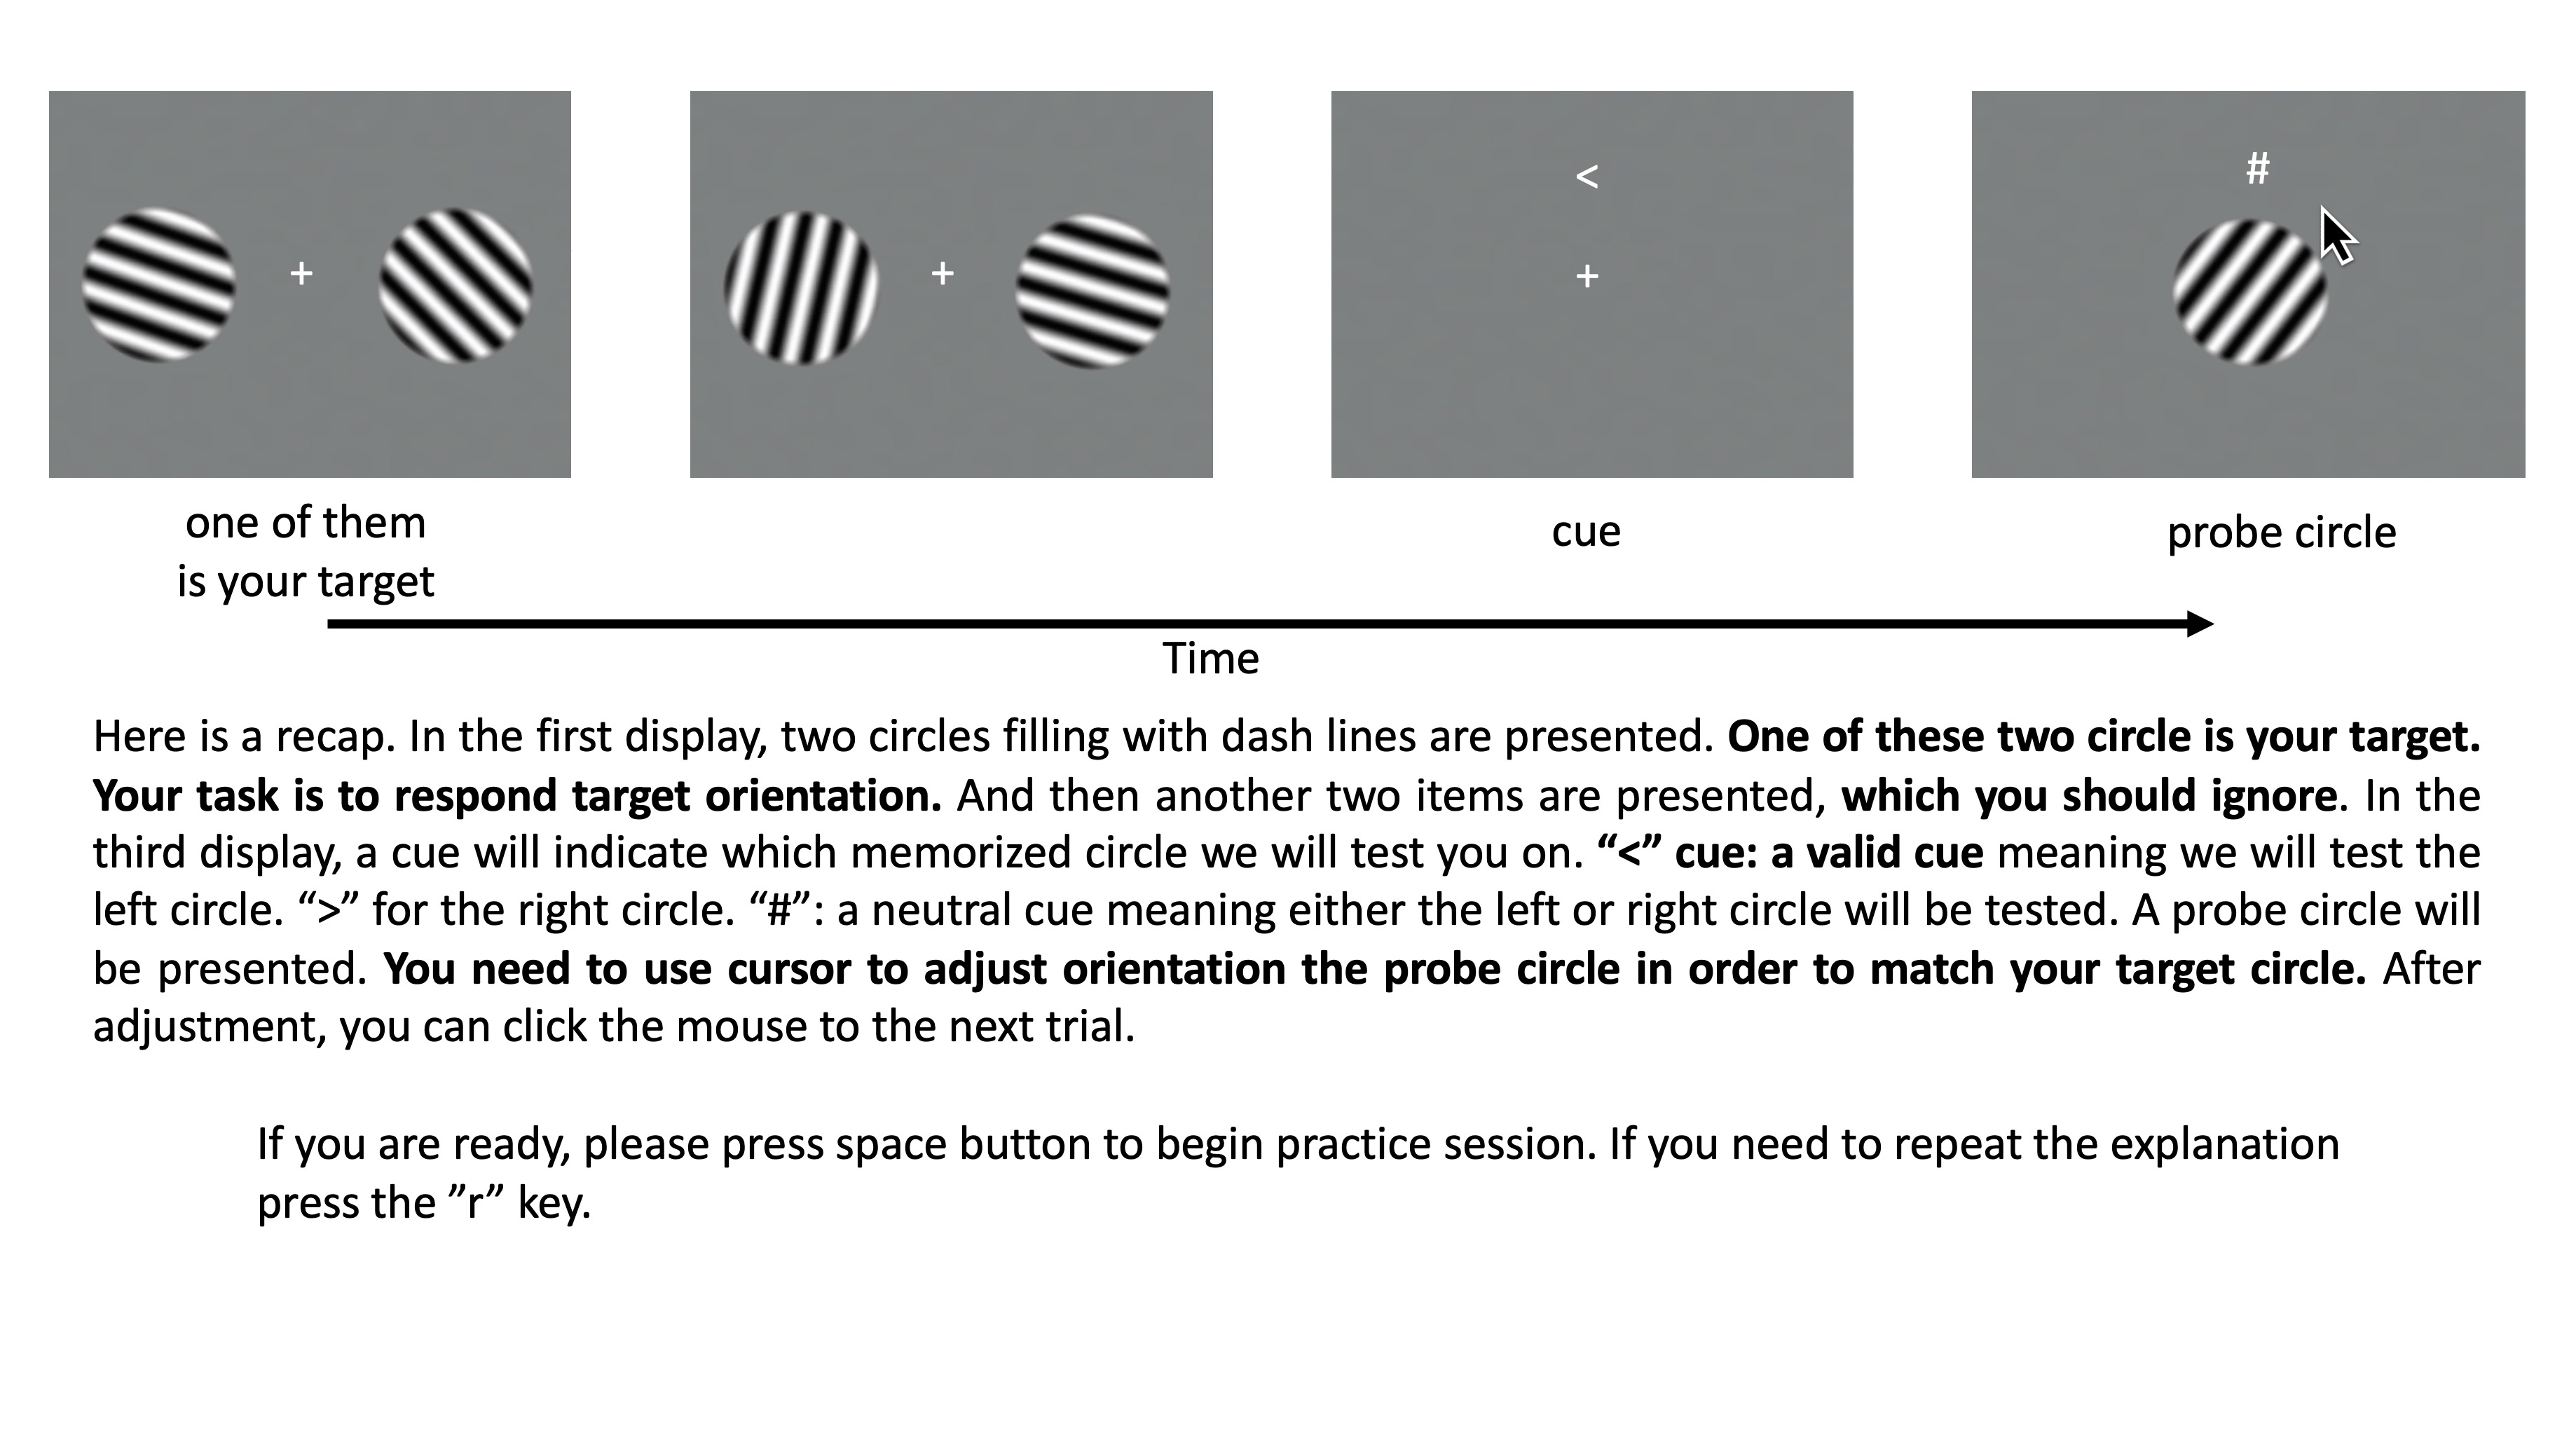 +
+
<
+
#
one of them
is your target
cue
probe circle
Time
Here is a recap. In the first display, two circles filling with dash lines are presented. One of these two circle is your target.
Your task is to respond target orientation. And then another two items are presented, which you should ignore. In the
third display, a cue will indicate which memorized circle we will test you on. “<” cue: a valid cue meaning we will test the
left circle. “>” for the right circle. “#”: a neutral cue meaning either the left or right circle will be tested. A probe circle will
be presented. You need to use cursor to adjust orientation the probe circle in order to match your target circle. After
adjustment, you can click the mouse to the next trial.
If you are ready, please press space button to begin practice session. If you need to repeat the explanation
press the ”r” key.